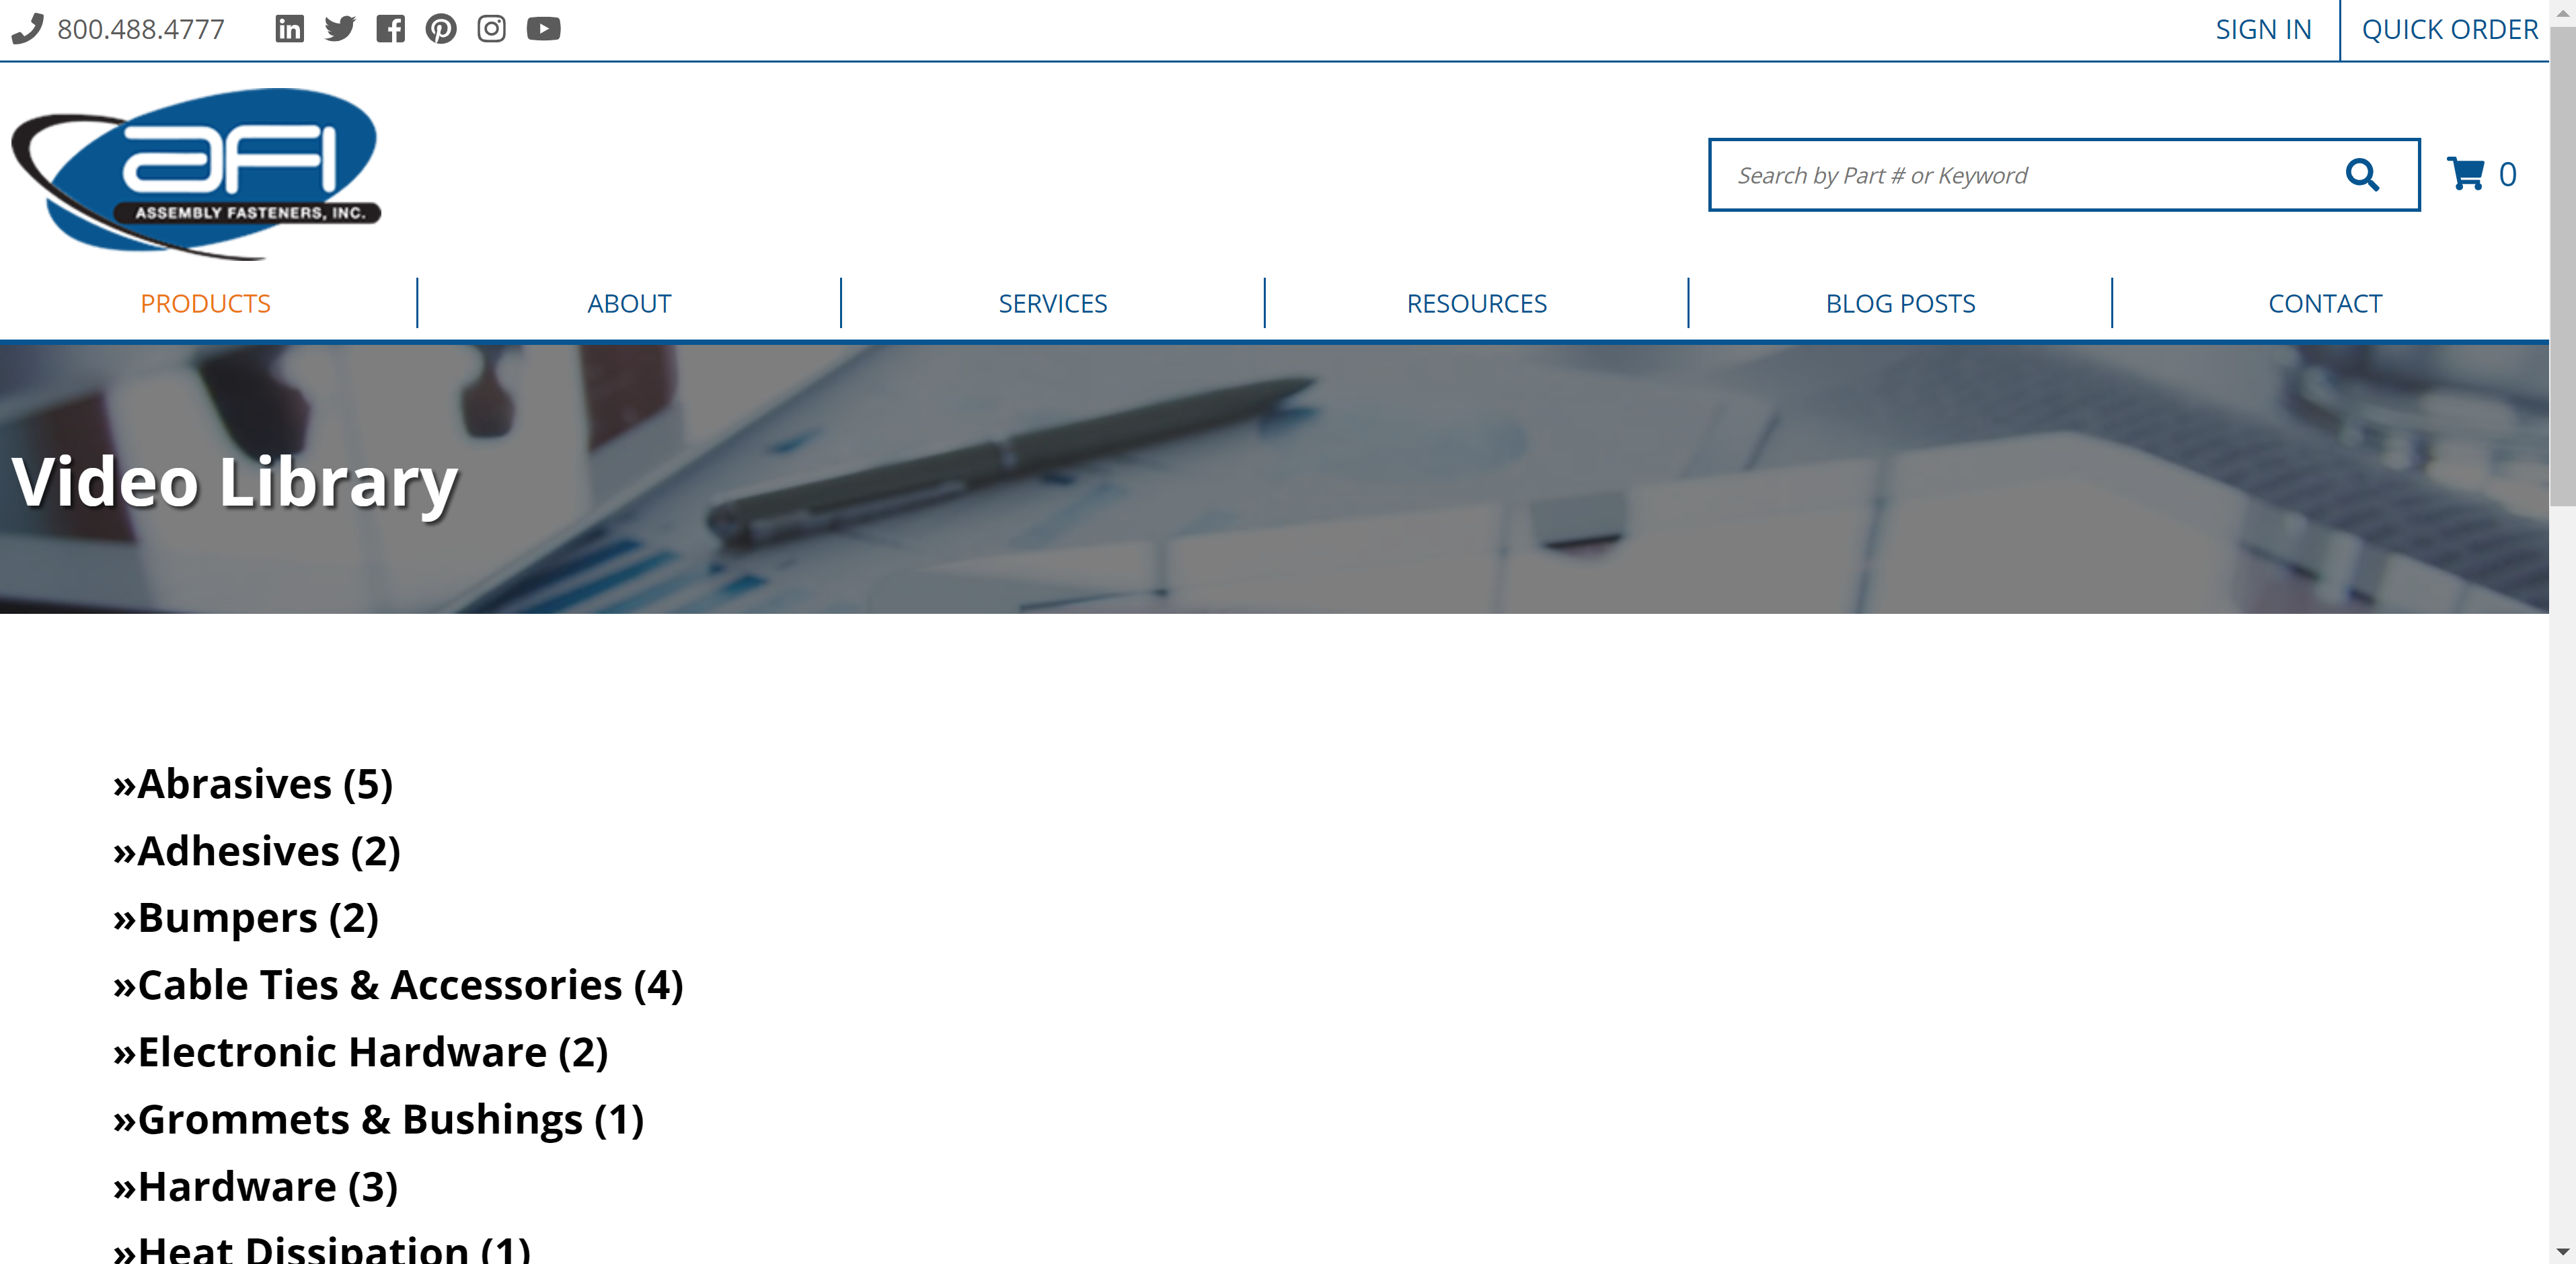 800.488.4777
SIGN IN
QUICK ORDER
aFI
ASSEMBLY FASTENERS, INC.
Search by Part # or Keyword
0
PRODUCTS
ABOUT
SERVICES
RESOURCES
BLOG POSTS
CONTACT
Video Library
»Abrasives (5)
»Adhesives (2)
»Bumpers (2)
»Cable Ties & Accessories (4)
»Electronic Hardware (2)
»Grommets & Bushings (1)
»Hardware (3)
»Heat Dissipation (1)